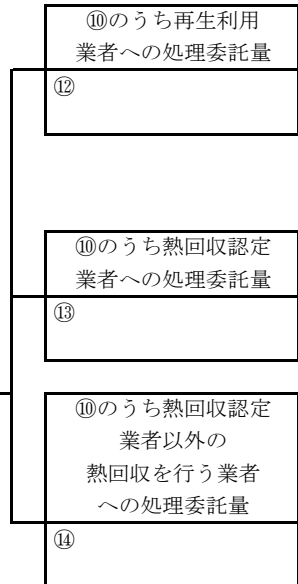 ⑩のうち再生利用
業者への処理委託量
⑫
⑩のうち熱回収認定
業者への処理委託量
⑬
⑩のうち熱回収認定
業者以外の
熱回収を行う業者
への処理委託量
⑭